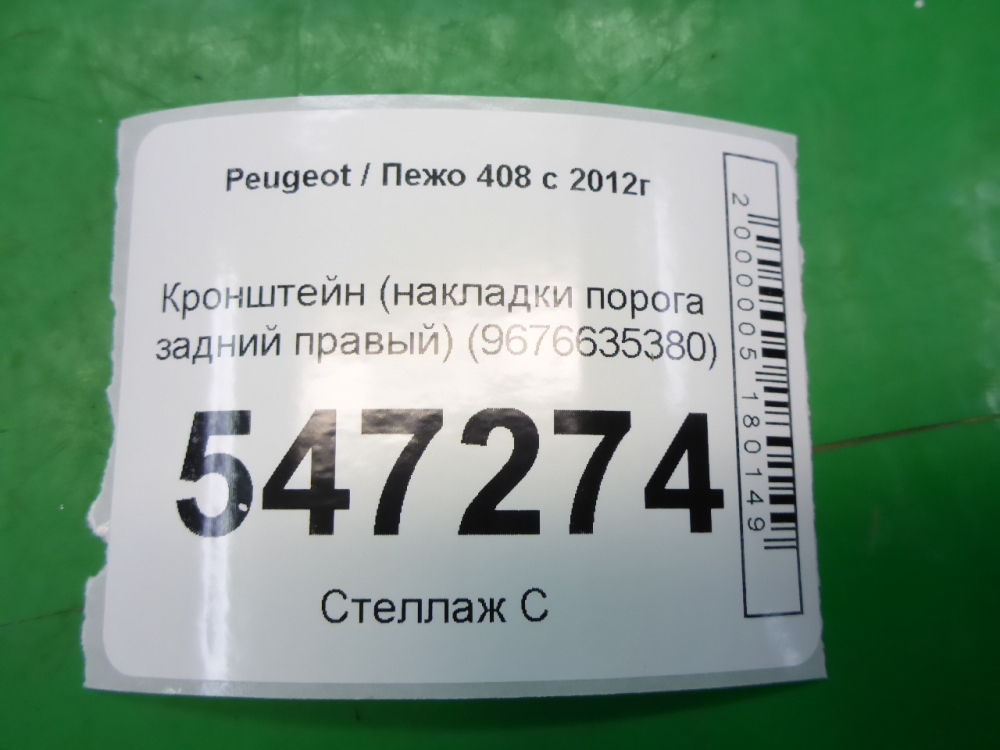 Peugeot / Пежо 408 с 2012г
Кронштейн (накладки порога
задний правый) (9676635380)
547274
Стеллаж С
2000005180149